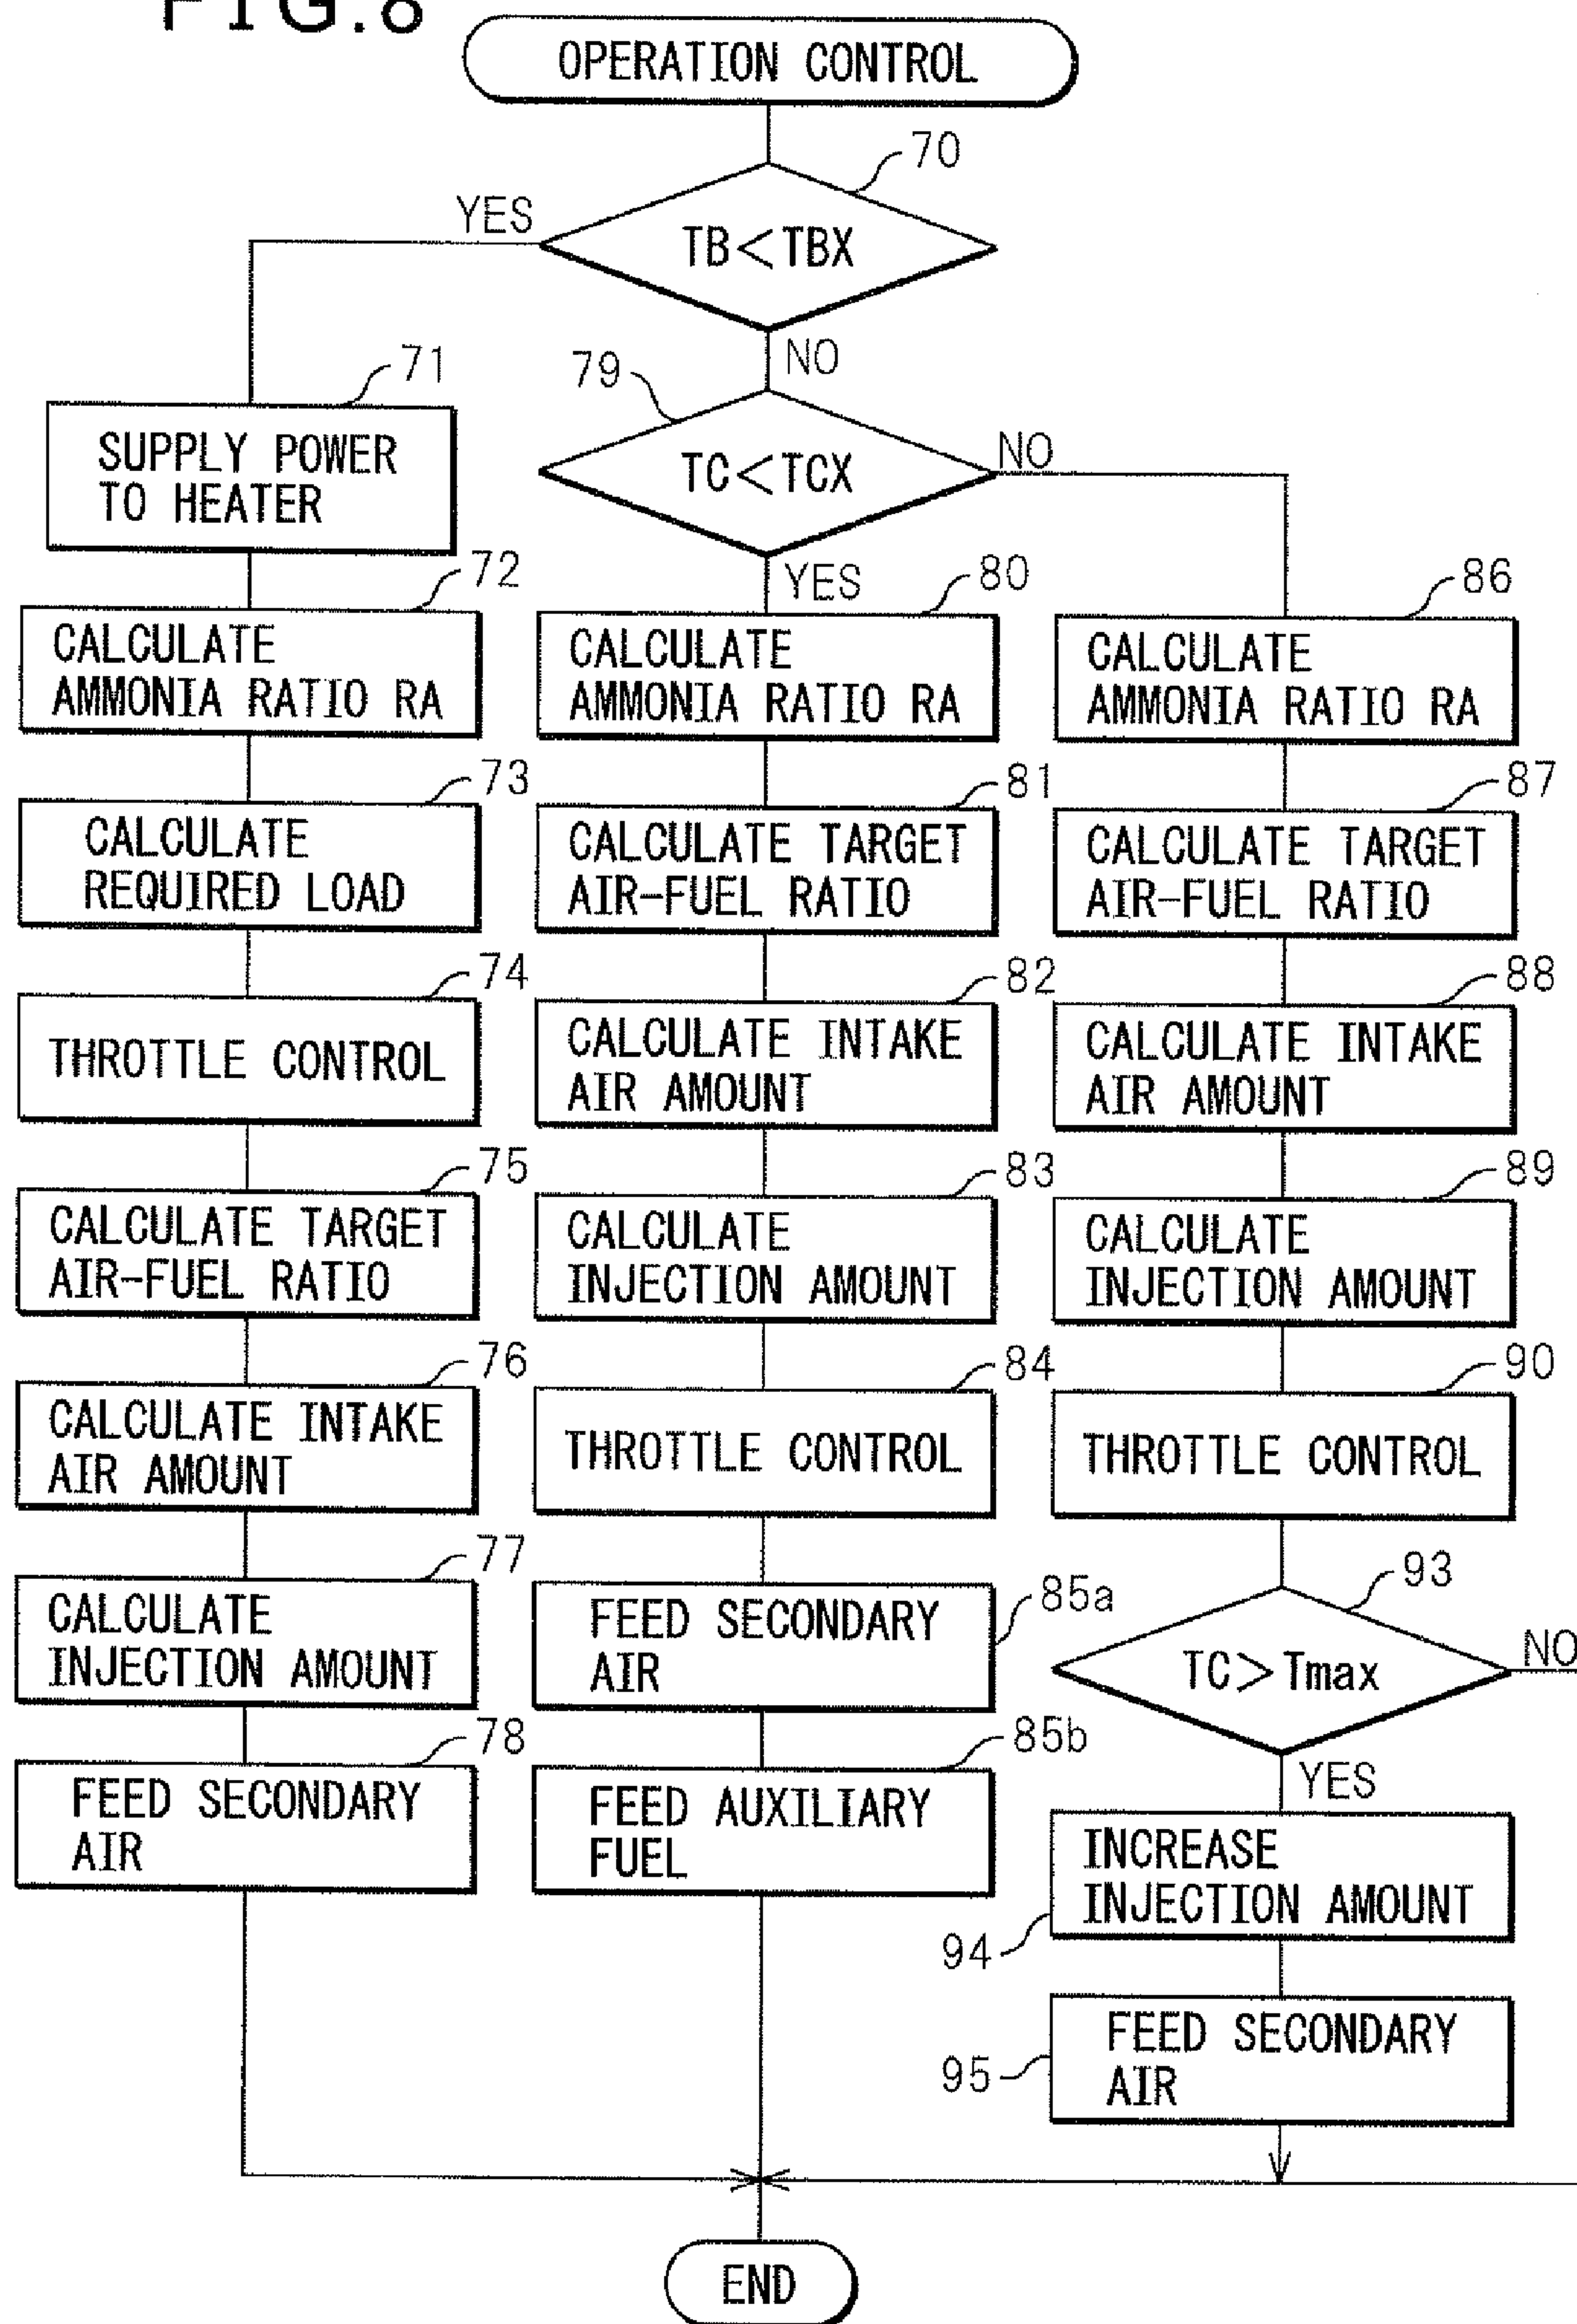 FIG.8
OPERATION CONTROL
70
TB<TBX
YES
NO
71
SUPPLY POWER
TO HEATER
72
CALCULATE
AMMONIA RATIO RA
73
CALCULATE
REQUIRED LOAD
74
THROTTLE CONTROL
75
CALCULATE TARGET
AIR-FUEL RATIO
76
CALCULATE INTAKE
AIR AMOUNT
77
CALCULATE
INJECTION AMOUNT
78
FEED SECONDARY
AIR
79
TC<TCX
NO
YES
80
CALCULATE
AMMONIA RATIO RA
81
CALCULATE TARGET
AIR-FUEL RATIO
82
CALCULATE INTAKE
AIR AMOUNT
83
CALCULATE
INJECTION AMOUNT
84
THROTTLE CONTROL
85a
FEED SECONDARY
AIR
85b
FEED AUXILIARY
FUEL
86
CALCULATE
AMMONIA RATIO RA
87
CALCULATE TARGET
AIR-FUEL RATIO
88
CALCULATE INTAKE
AIR AMOUNT
89
CALCULATE
INJECTION AMOUNT
90
THROTTLE CONTROL
93
TC>Tmax
NO
YES
94
INCREASE
INJECTION AMOUNT
95
FEED SECONDARY
AIR
END